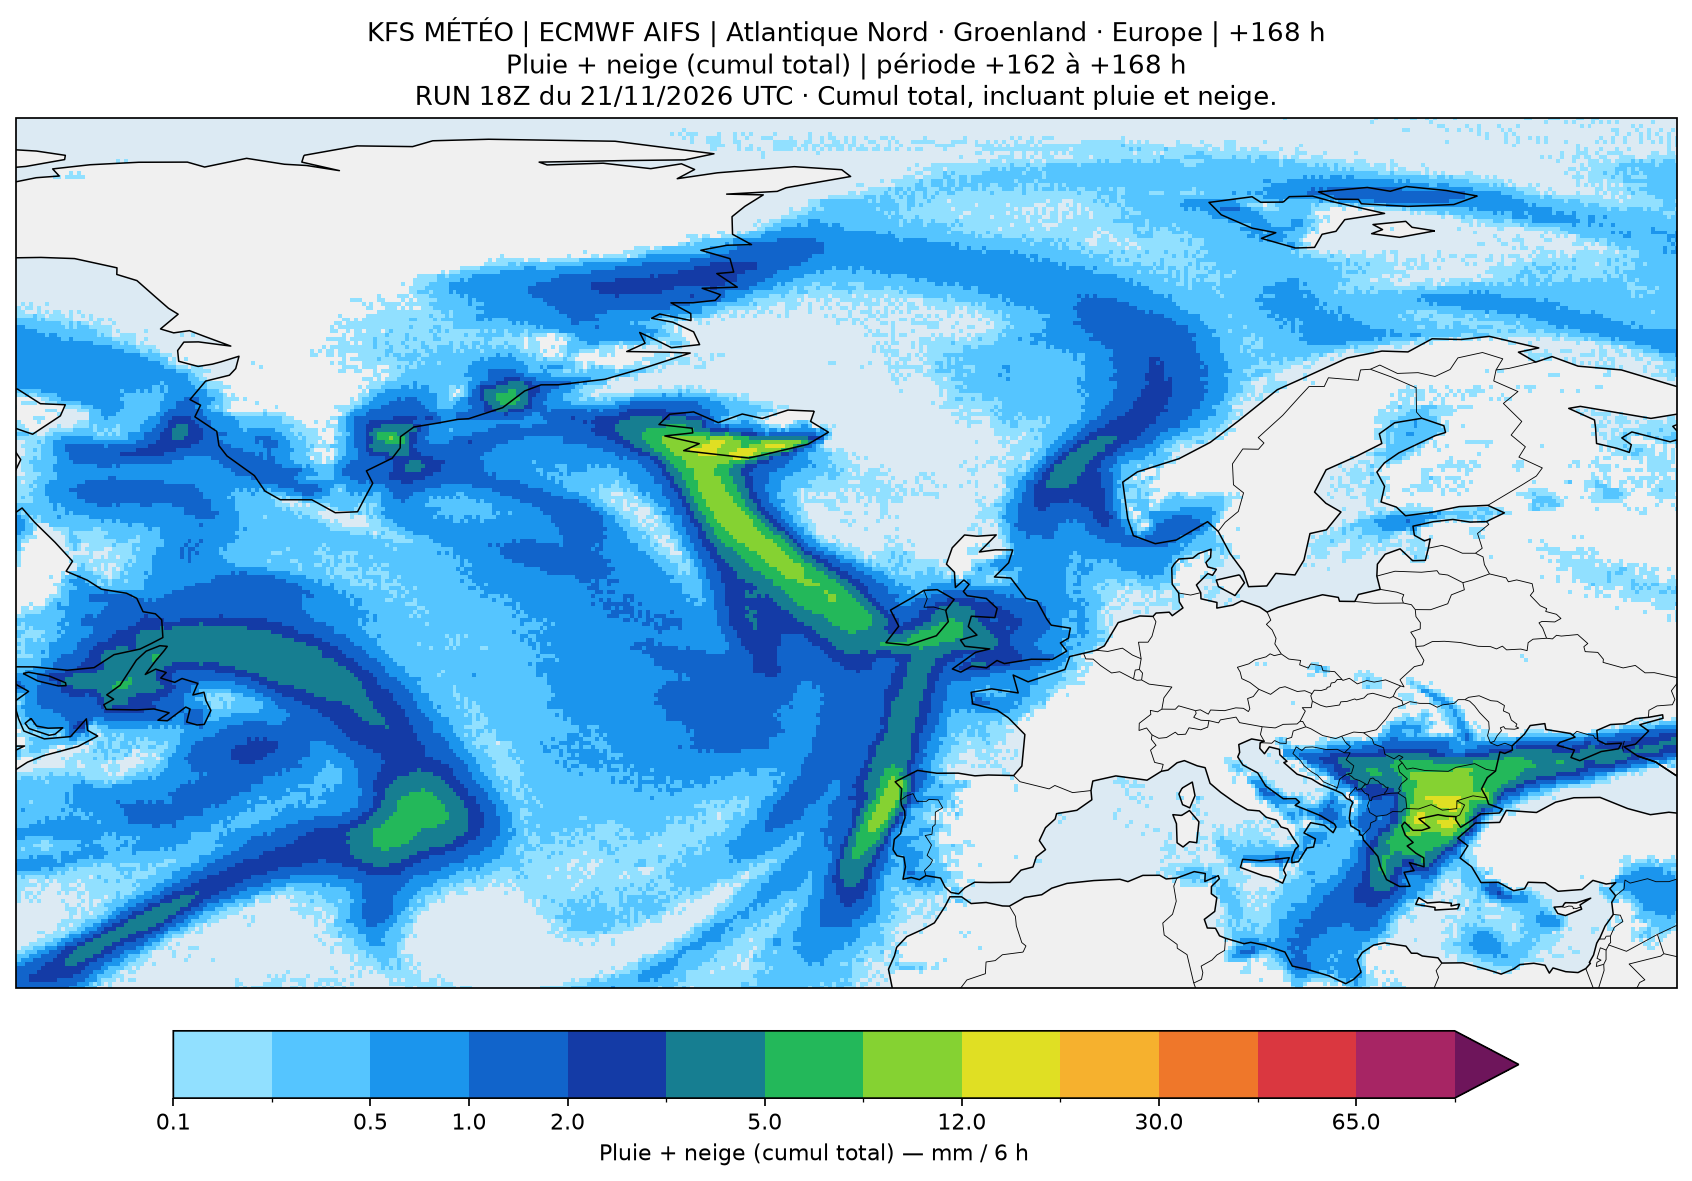 KFS MÉTÉO | ECMWF AIFS | Atlantique Nord · Groenland · Europe | +168 h
Pluie + neige (cumul total) | période +162 à +168 h
RUN 18Z du 21/11/2026 UTC · Cumul total, incluant pluie et neige.
0.1 0.5 1.0 2.0 5.0 12.0 30.0 65.0
Pluie + neige (cumul total) — mm / 6 h